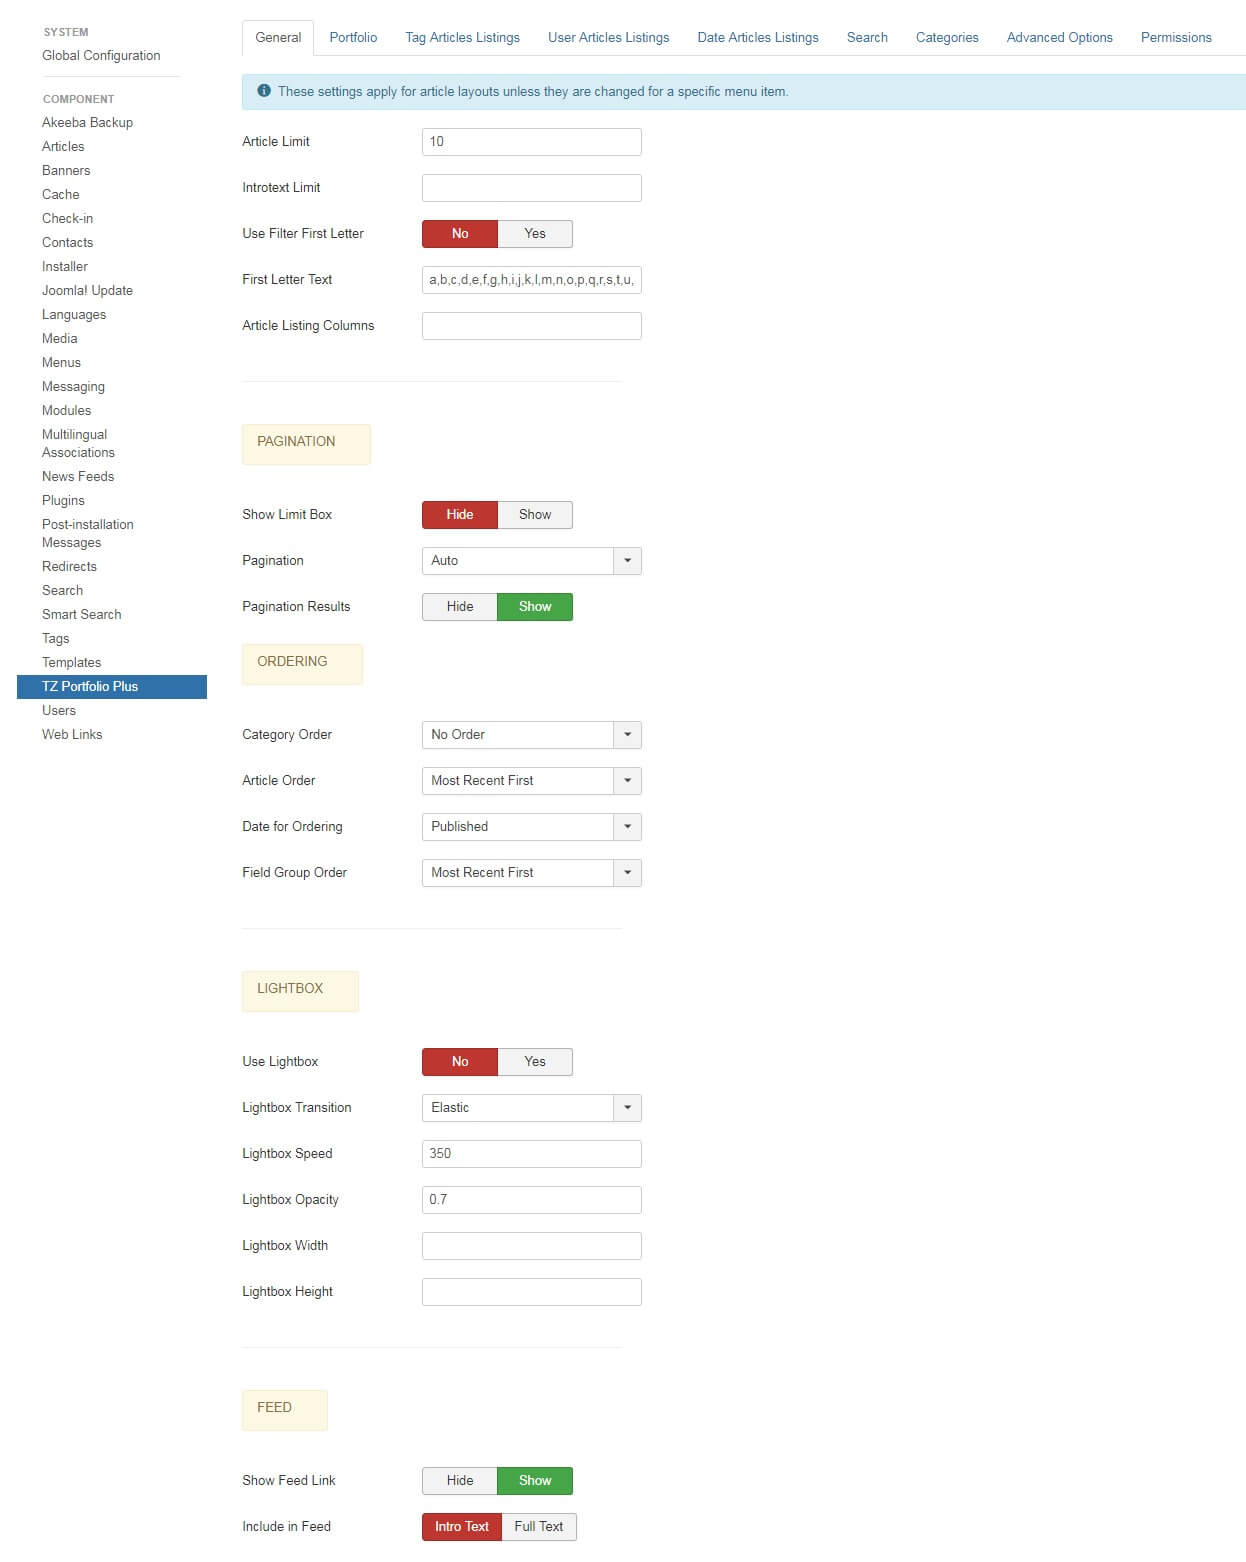 SYSTEM
Global Configuration
COMPONENT
Akeeba Backup
Articles
Banners
Cache
Check-in
Contacts
Installer
Joomla! Update
Languages
Media
Menus
Messaging
Modules
Multilingual
Associations
News Feeds
Plugins
Post-installation
Messages
Redirects
Search
Smart Search
Tags
Templates
TZ Portfolio Plus
Users
Web Links
General Portfolio Tag Articles Listings User Articles Listings Date Articles Listings Search Categories Advanced Options Permissions
These settings apply for article layouts unless they are changed for a specific menu item.
Article Limit 10
Introtext Limit
Use Filter First Letter No Yes
First Letter Text a,b,c,d,e,f,g,h,i,j,k,l,m,n,o,p,q,r,s,t,u,
Article Listing Columns
PAGINATION
Show Limit Box Hide Show
Pagination Auto
Pagination Results Hide Show
ORDERING
Category Order No Order
Article Order Most Recent First
Date for Ordering Published
Field Group Order Most Recent First
LIGHTBOX
Use Lightbox No Yes
Lightbox Transition Elastic
Lightbox Speed 350
Lightbox Opacity 0.7
Lightbox Width
Lightbox Height
FEED
Show Feed Link Hide Show
Include in Feed Intro Text Full Text